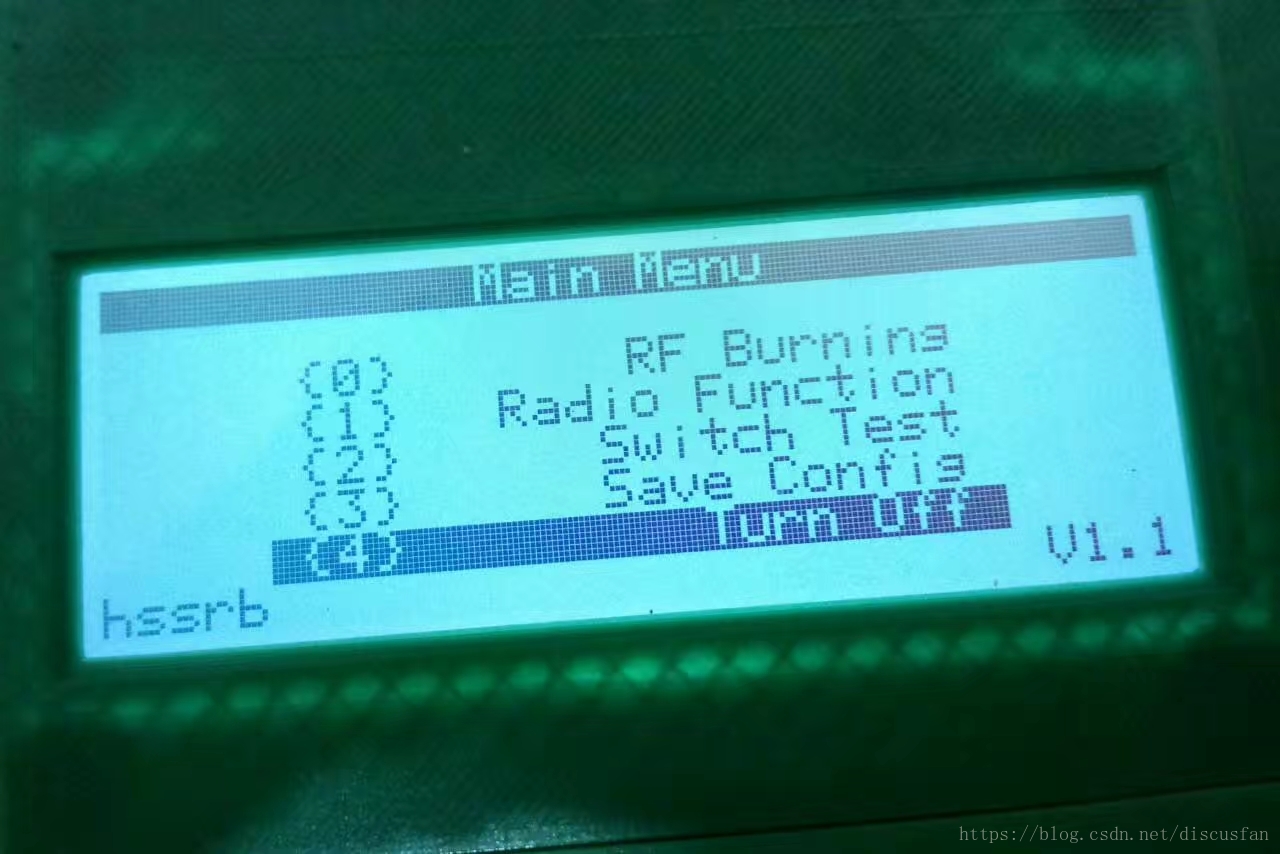 Main Menu
{0} RF Burning
{1} Radio Function
{2} Switch Test
{3} Save Config
{4} Turn Off
hssrb V1.1
https://blog.csdn.net/discusfan